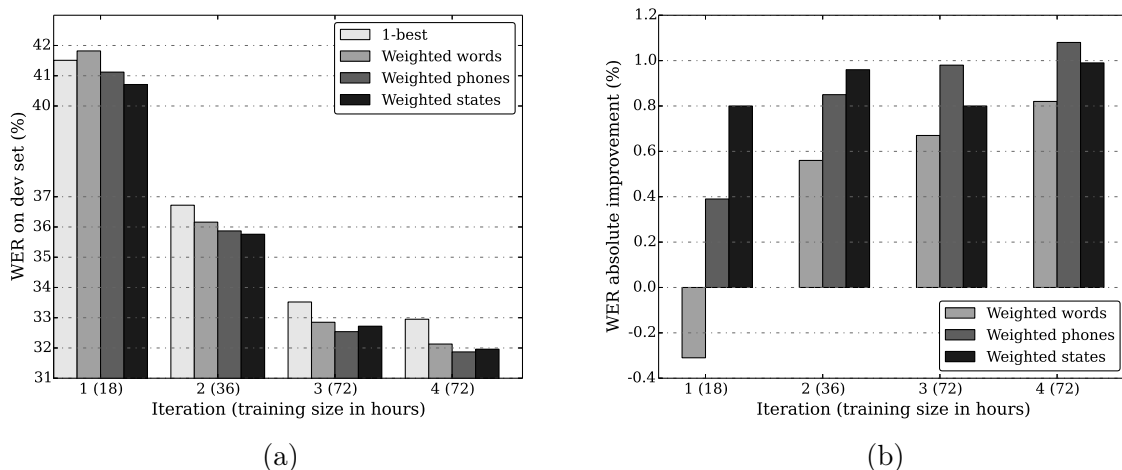 42
41
40
37
36
35
34
33
32
31
WER on dev set (%)
1-best
Weighted words
Weighted phones
Weighted states
1 (18) 2 (36) 3 (72) 4 (72)
Iteration (training size in hours)
(a)
1.2
1.0
0.8
0.6
0.4
0.2
0.0
-0.2
-0.4
WER absolute improvement (%)
Weighted words
Weighted phones
Weighted states
1 (18) 2 (36) 3 (72) 4 (72)
Iteration (training size in hours)
(b)